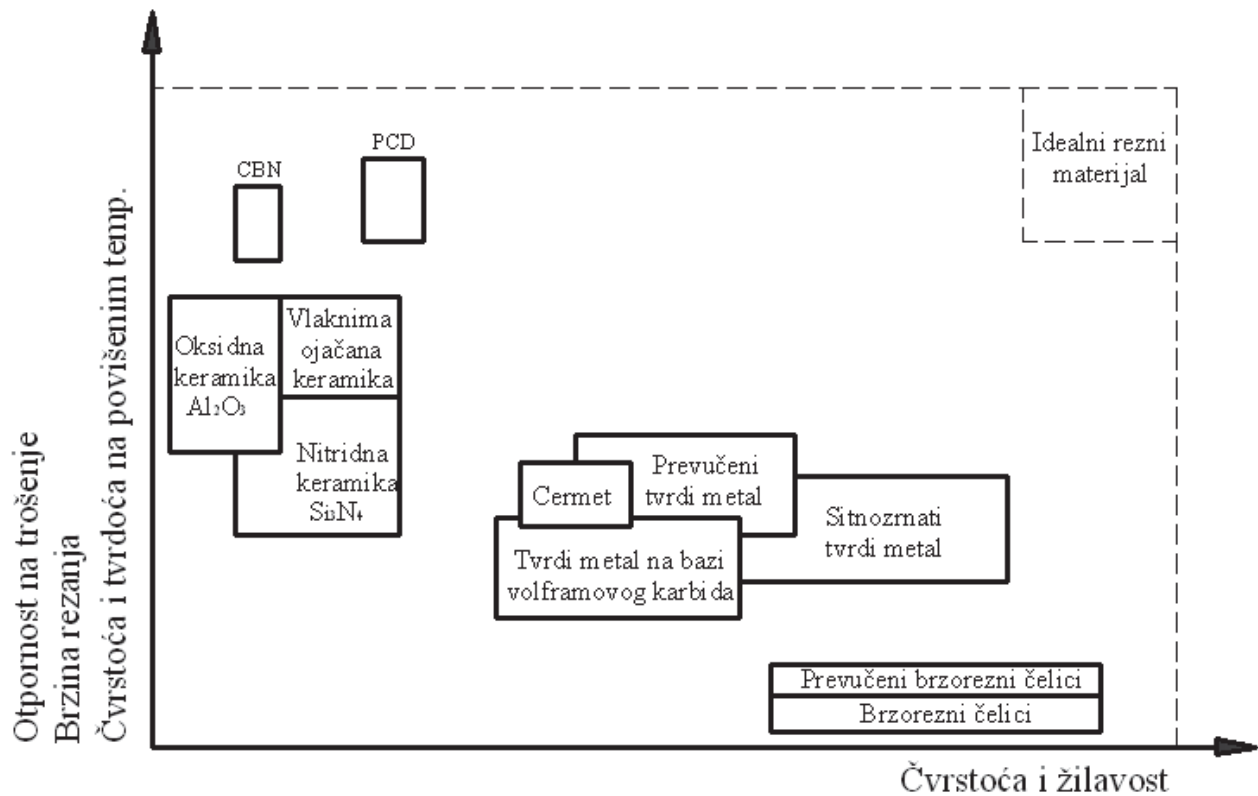 PCD
CBN
Idealni rezni
materijal
Oksidna
keramika
Al₂O₃
Vlaknima
ojačana
keramika
Nitridna
keramika
Si₃N₄
Cermet
Prevučeni
tvrdi metal
Sitnozrnati
tvrdi metal
Tvrdi metal na bazi
volframovog karbida
Prevučeni brzorezni čelici
Brzorezni čelici
Otpornost na trošenje
Brzina rezanja
Čvrstoća i tvrdoća na povišenim temp.
Čvrstoća i žilavost